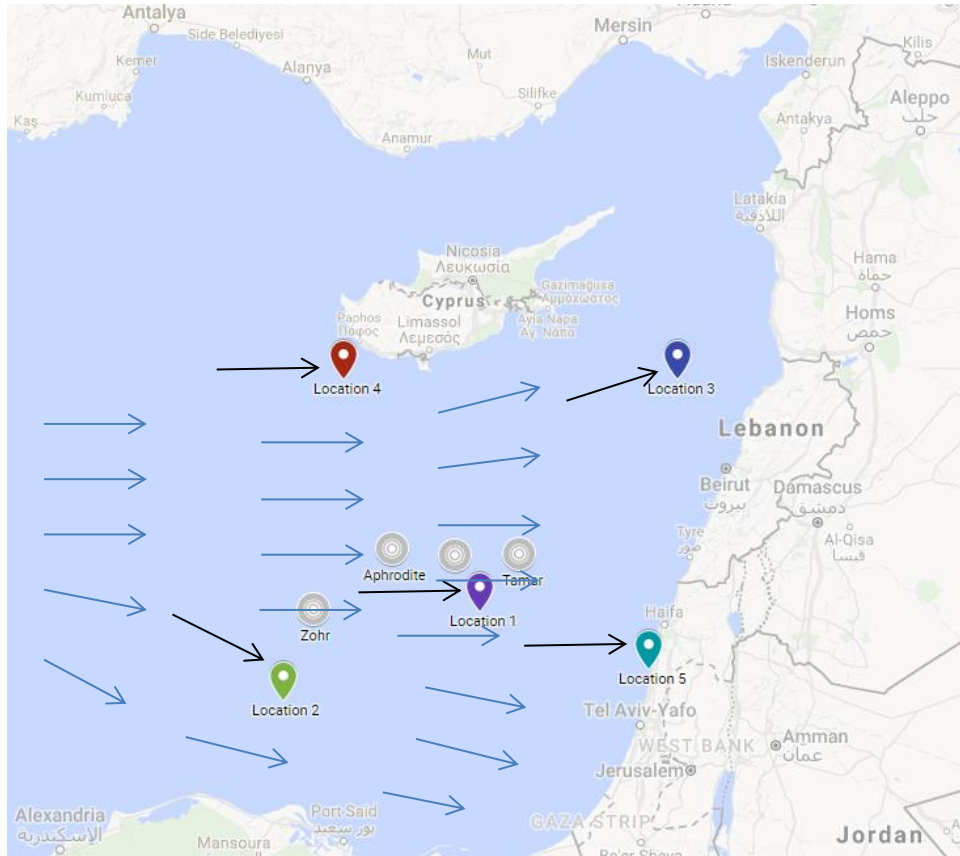 Antalya
Side Belediyesi
Kemer
Alanya
Kumluca
Kaş
Mut
Mersin
Silifke
Anamur
Kilis
Iskenderun
Aleppo
حلب
Antakya
Latakia
اللاذقية
Hama
حماة
Homs
حمص
Nicosia
Λευκωσία
Cyprus
Gazimağusa
Αμμόχωστος
Paphos
Πάφος
Limassol
Λεμεσός
Ayia Napa
Αγ. Νάπα
Location 4
Location 3
Lebanon
Beirut
بيروت
Damascus
دمشق
Tyre
صور
Al-Qisa
فيسا
Aphrodite
Tamar
Zohr
Location 1
Haifa
Location 5
Location 2
Tel Aviv-Yafo
WEST BANK
Amman
عمّان
Jerusalem
Alexandria
الإسكندرية
Port Said
بور سعيد
Mansoura
GAZA STRIP
Jordan